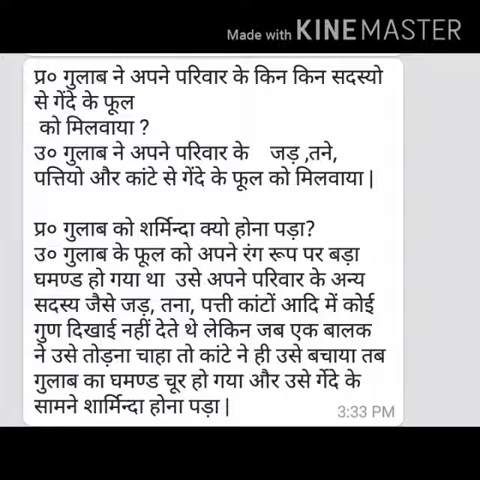 Made with KINEMASTER
प्र० गुलाब ने अपने परिवार के किन किन सदस्यो
से गेंदे के फूल
को मिलवाया ?
उ० गुलाब ने अपने परिवार के जड़ ,तने,
पत्तियो और कांटे से गेंदे के फूल को मिलवाया |
प्र० गुलाब को शर्मिन्दा क्यो होना पड़ा?
उ० गुलाब के फूल को अपने रंग रूप पर बड़ा
घमण्ड हो गया था उसे अपने परिवार के अन्य
सदस्य जैसे जड़, तना, पत्ती कांटों आदि में कोई
गुण दिखाई नहीं देते थे लेकिन जब एक बालक
ने उसे तोड़ना चाहा तो कांटे ने ही उसे बचाया तब
गुलाब का घमण्ड चूर हो गया और उसे गेंदे के
सामने शार्मिन्दा होना पड़ा |
3:33 PM